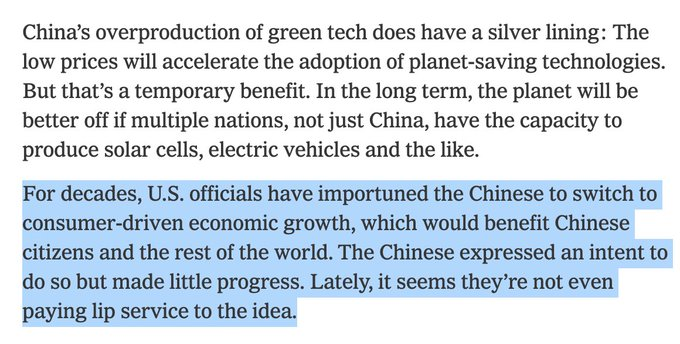 China’s overproduction of green tech does have a silver lining: The
low prices will accelerate the adoption of planet-saving technologies.
But that’s a temporary benefit. In the long term, the planet will be
better off if multiple nations, not just China, have the capacity to
produce solar cells, electric vehicles and the like.
For decades, U.S. officials have importuned the Chinese to switch to
consumer-driven economic growth, which would benefit Chinese
citizens and the rest of the world. The Chinese expressed an intent to
do so but made little progress. Lately, it seems they’re not even
paying lip service to the idea.